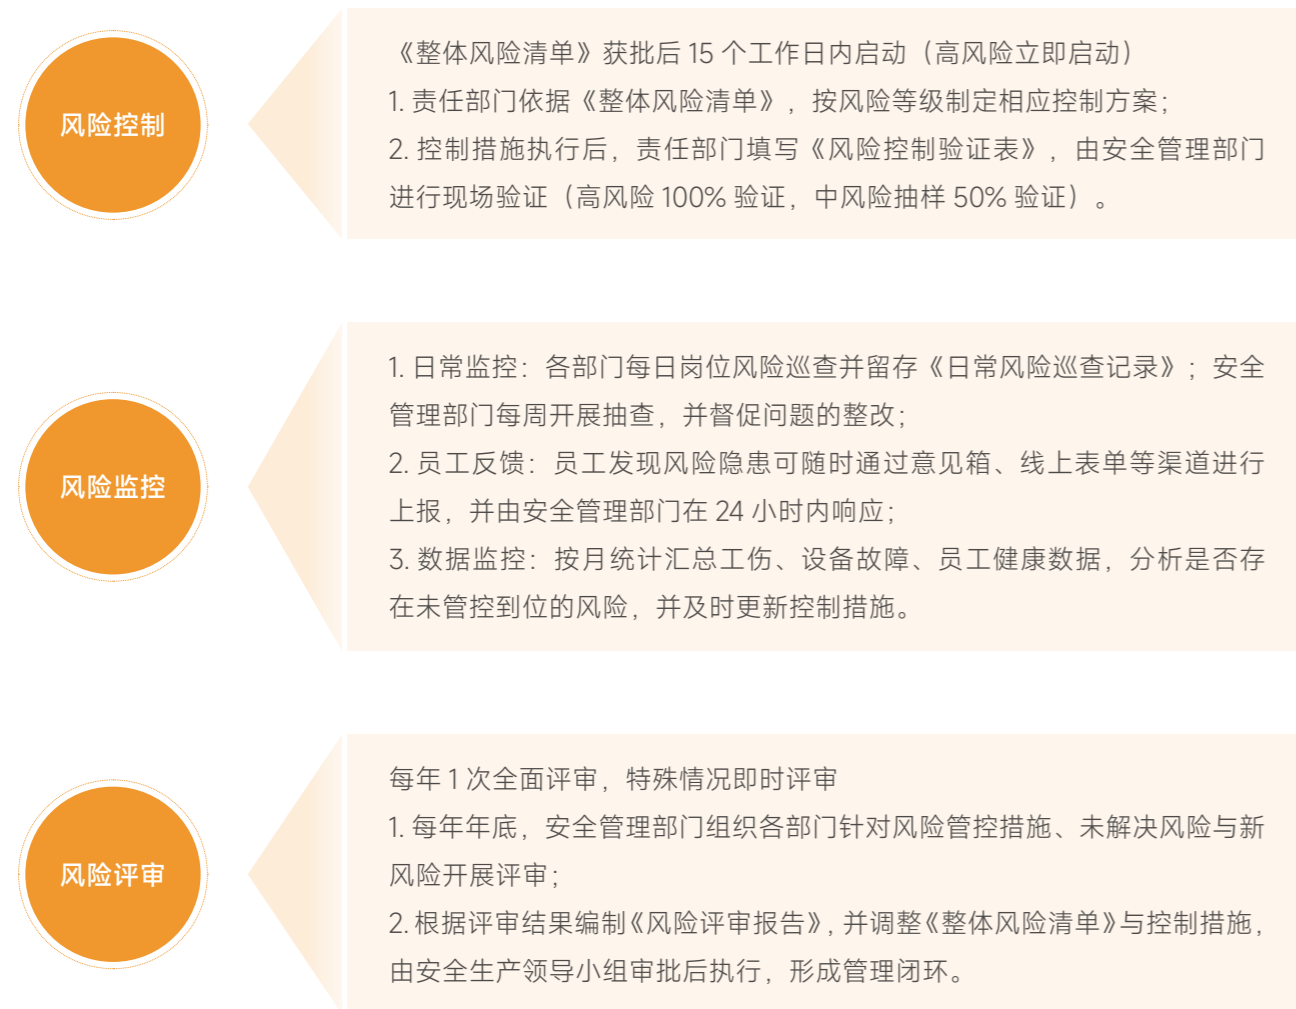 风险控制
《整体风险清单》获批后 15 个工作日内启动（高风险立即启动）
1. 责任部门依据《整体风险清单》，按风险等级制定相应控制方案；
2. 控制措施执行后，责任部门填写《风险控制验证表》，由安全管理部门
进行现场验证（高风险 100% 验证，中风险抽样 50% 验证）。
风险监控
1. 日常监控：各部门每日岗位风险巡查并留存《日常风险巡查记录》；安全
管理部门每周开展抽查，并督促问题的整改；
2. 员工反馈：员工发现风险隐患可随时通过意见箱、线上表单等渠道进行
上报，并由安全管理部门在 24 小时内响应；
3. 数据监控：按月统计汇总工伤、设备故障、员工健康数据，分析是否存
在未管控到位的风险，并及时更新控制措施。
风险评审
每年 1 次全面评审，特殊情况即时评审
1. 每年年底，安全管理部门组织各部门针对风险管控措施、未解决风险与新
风险开展评审；
2. 根据评审结果编制《风险评审报告》，并调整《整体风险清单》与控制措施，
由安全生产领导小组审批后执行，形成管理闭环。